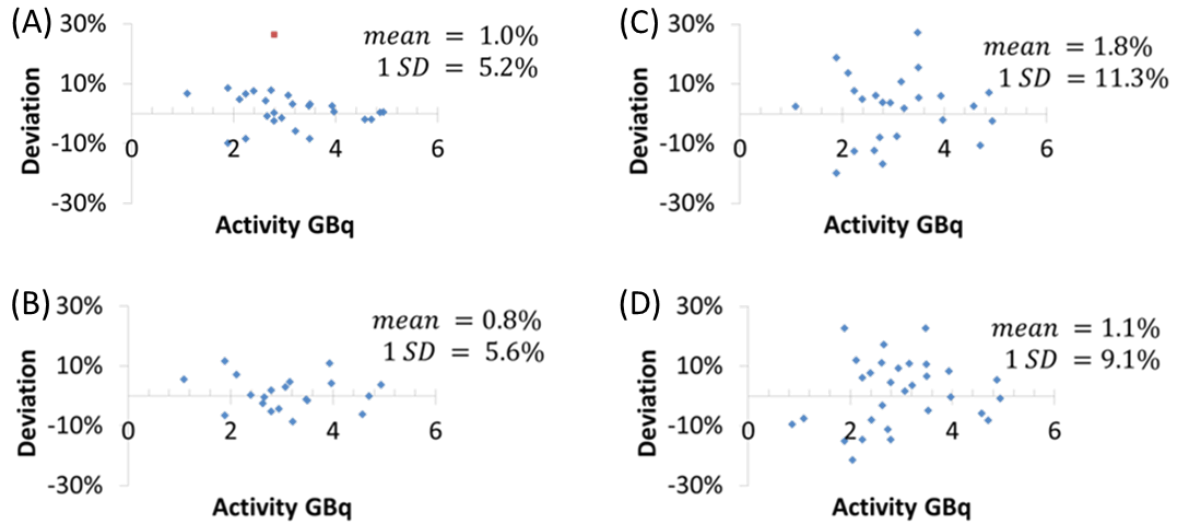 (A)
30%
10%
-10%
-30%
Deviation
0 2 4 6
Activity GBq
mean = 1.0%
1 SD = 5.2%
(C)
30%
10%
-10%
-30%
Deviation
0 2 4 6
Activity GBq
mean = 1.8%
1 SD = 11.3%
(B)
30%
10%
-10%
-30%
Deviation
0 2 4 6
Activity GBq
mean = 0.8%
1 SD = 5.6%
(D)
30%
10%
-10%
-30%
Deviation
0 2 4 6
Activity GBq
mean = 1.1%
1 SD = 9.1%